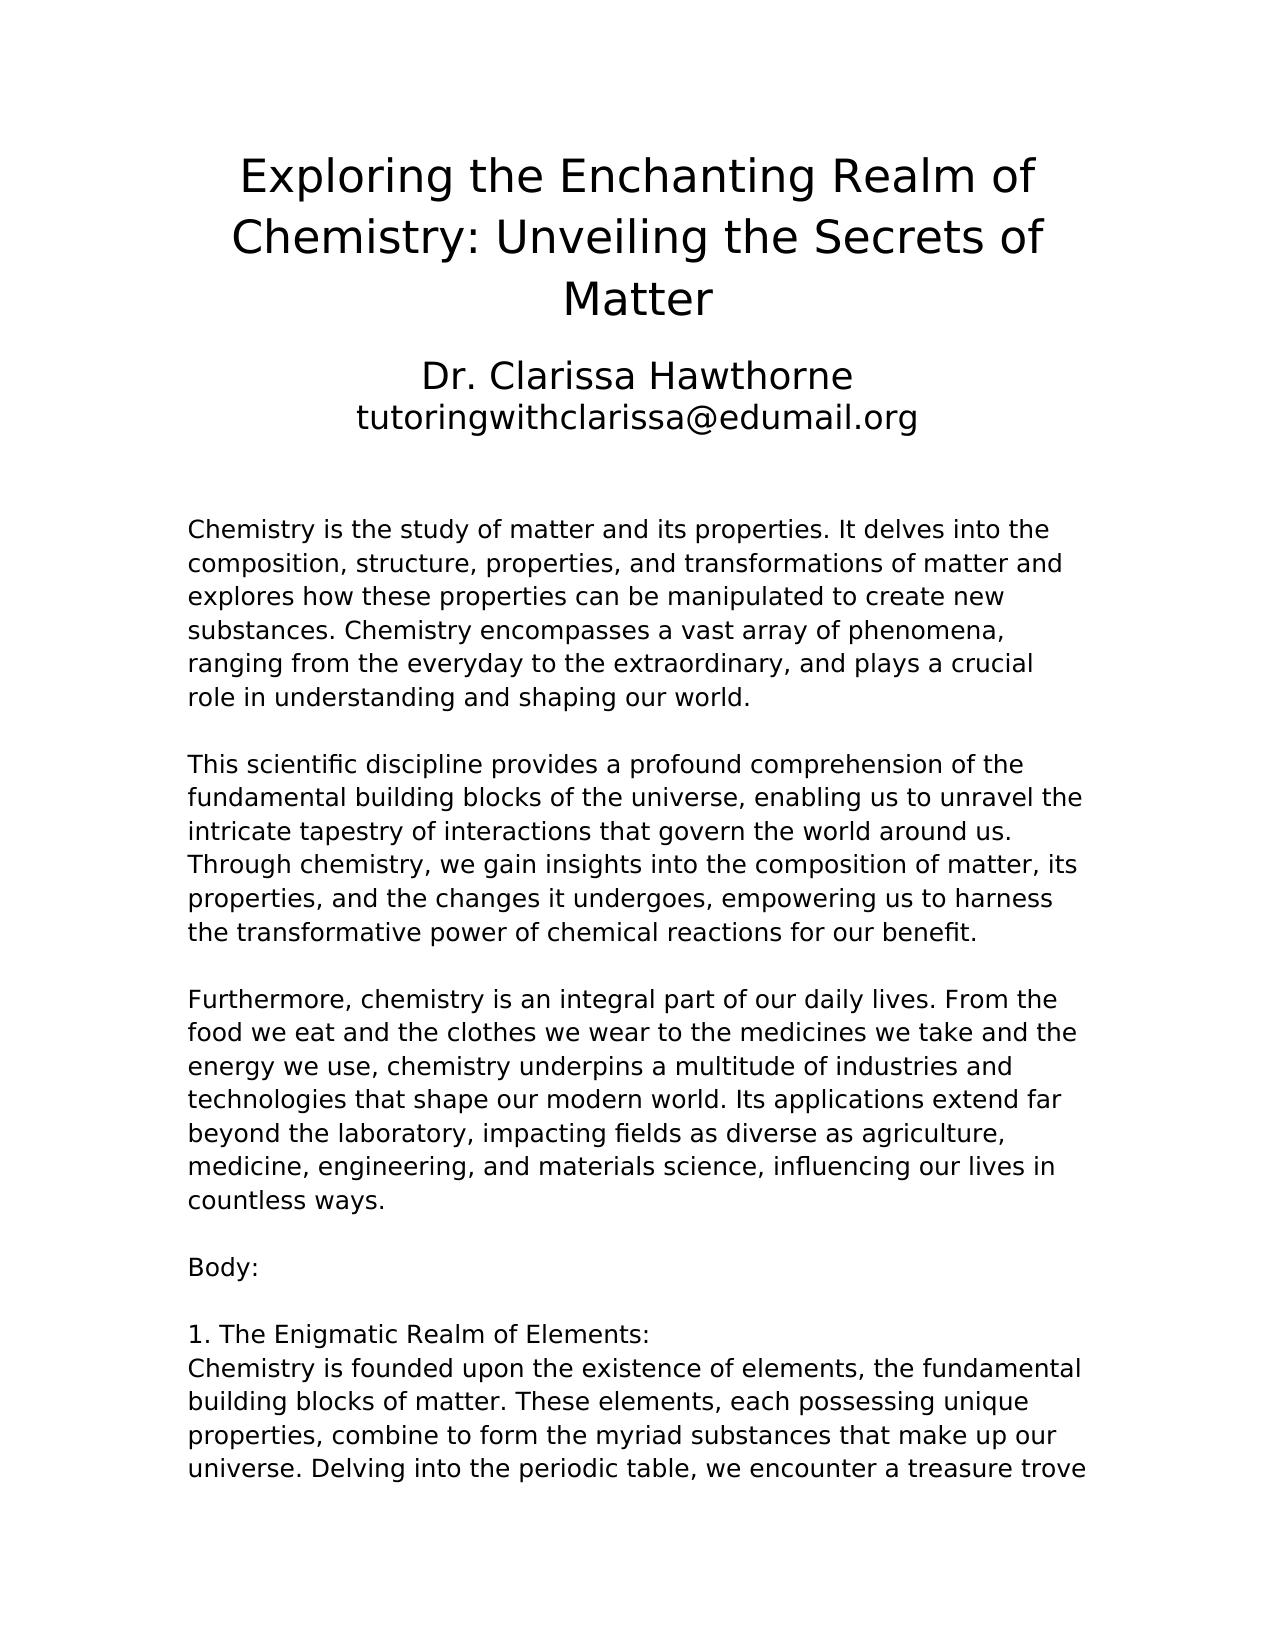 Exploring the Enchanting Realm of
Chemistry: Unveiling the Secrets of
Matter
Dr. Clarissa Hawthorne
tutoringwithclarissa@edumail.org
Chemistry is the study of matter and its properties. It delves into the
composition, structure, properties, and transformations of matter and
explores how these properties can be manipulated to create new
substances. Chemistry encompasses a vast array of phenomena,
ranging from the everyday to the extraordinary, and plays a crucial
role in understanding and shaping our world.
This scientific discipline provides a profound comprehension of the
fundamental building blocks of the universe, enabling us to unravel the
intricate tapestry of interactions that govern the world around us.
Through chemistry, we gain insights into the composition of matter, its
properties, and the changes it undergoes, empowering us to harness
the transformative power of chemical reactions for our benefit.
Furthermore, chemistry is an integral part of our daily lives. From the
food we eat and the clothes we wear to the medicines we take and the
energy we use, chemistry underpins a multitude of industries and
technologies that shape our modern world. Its applications extend far
beyond the laboratory, impacting fields as diverse as agriculture,
medicine, engineering, and materials science, influencing our lives in
countless ways.
Body:
1. The Enigmatic Realm of Elements:
Chemistry is founded upon the existence of elements, the fundamental
building blocks of matter. These elements, each possessing unique
properties, combine to form the myriad substances that make up our
universe. Delving into the periodic table, we encounter a treasure trove